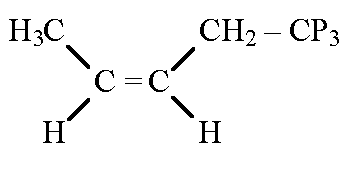 H₃C CH₂ – CP₃
C = C
H H